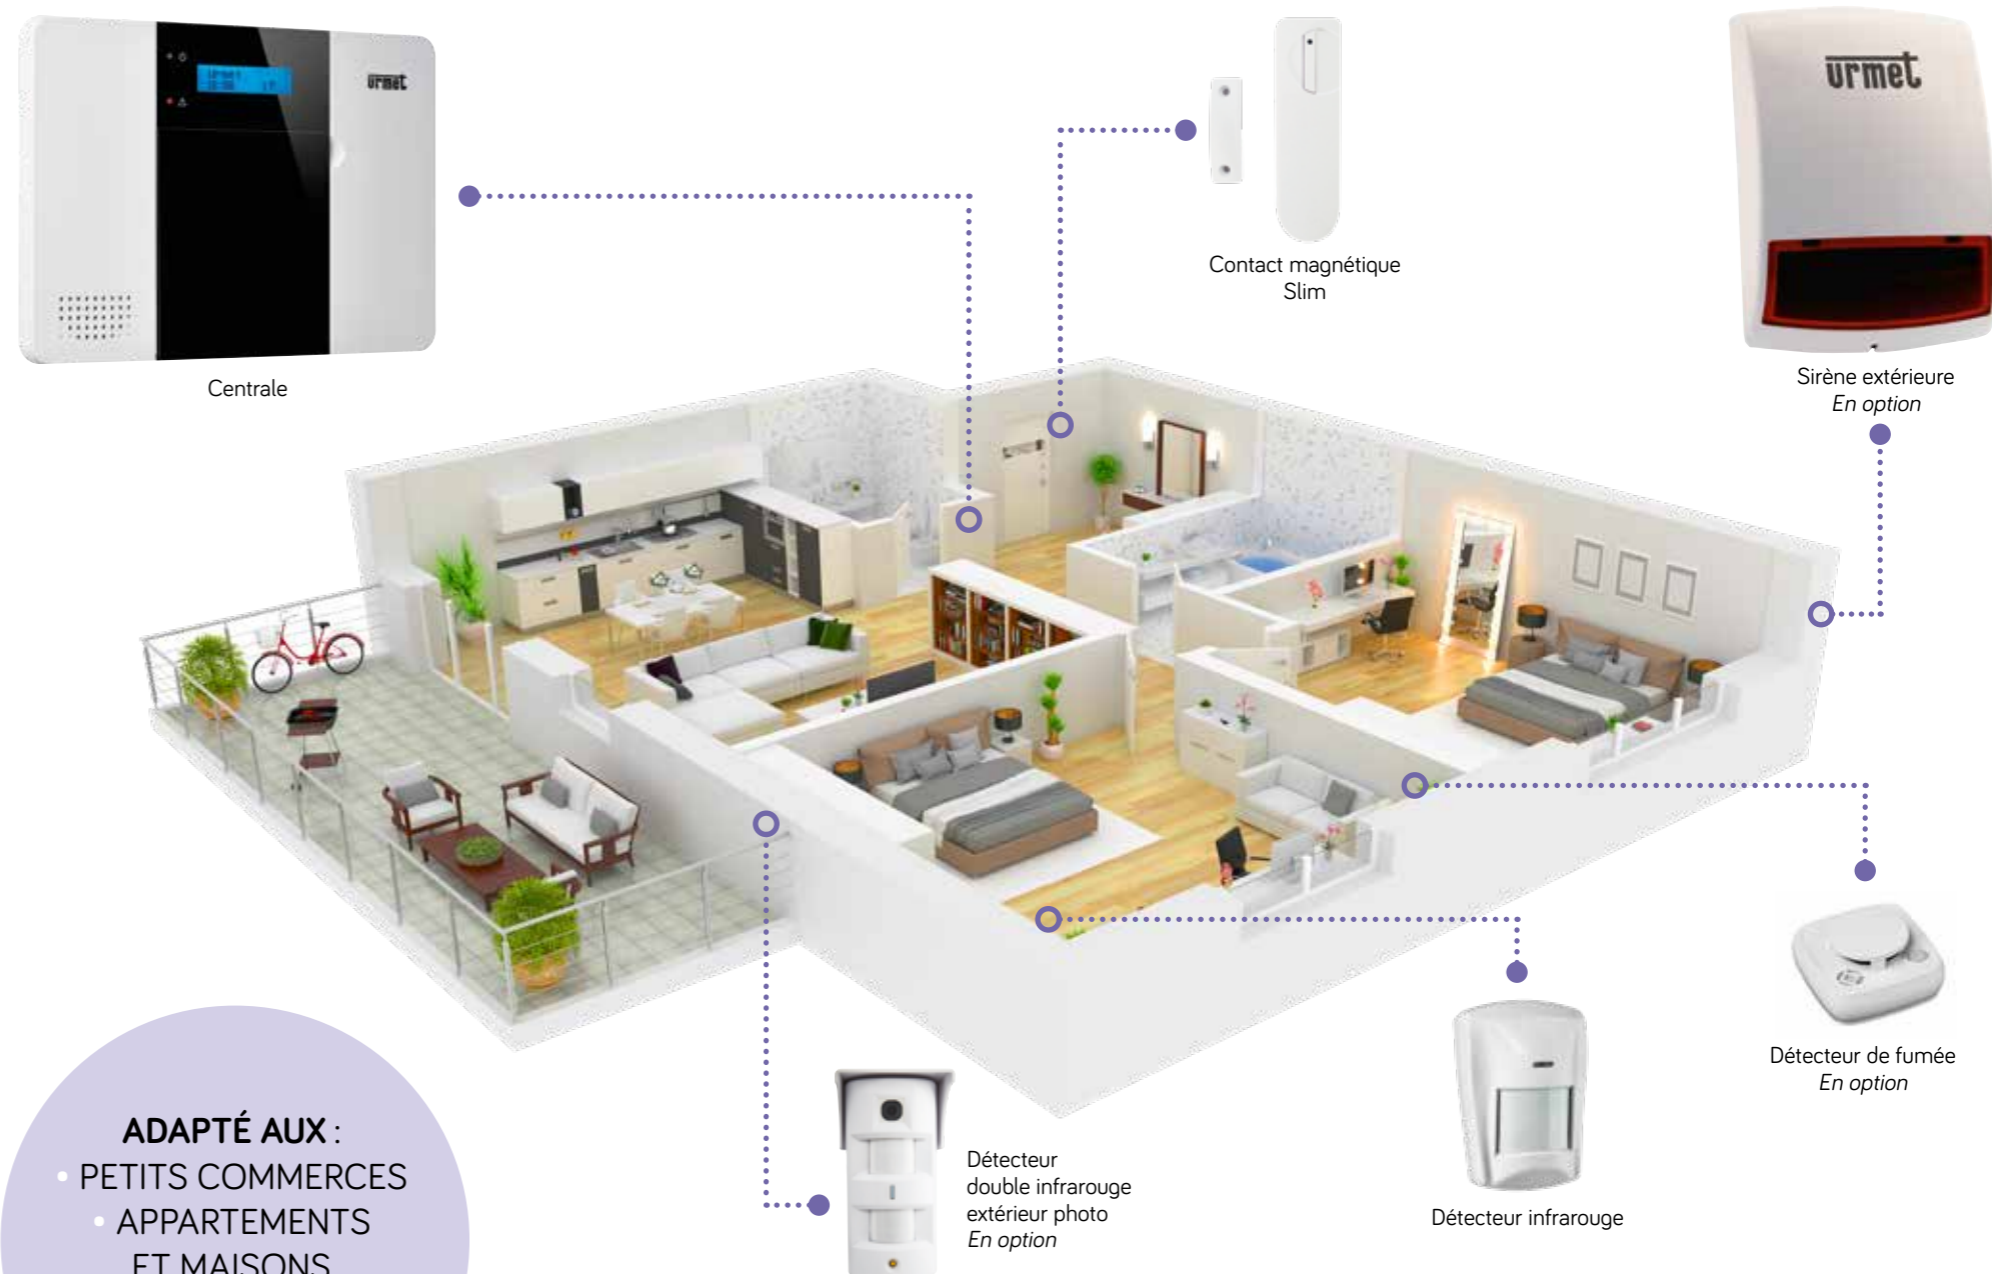 urmet
Centrale
Contact magnétique
Slim
urmet
Sirène extérieure
En option
Détecteur de fumée
En option
Détecteur infrarouge
Détecteur
double infrarouge
extérieur photo
En option
ADAPTÉ AUX :
• PETITS COMMERCES
• APPARTEMENTS
ET MAISONS